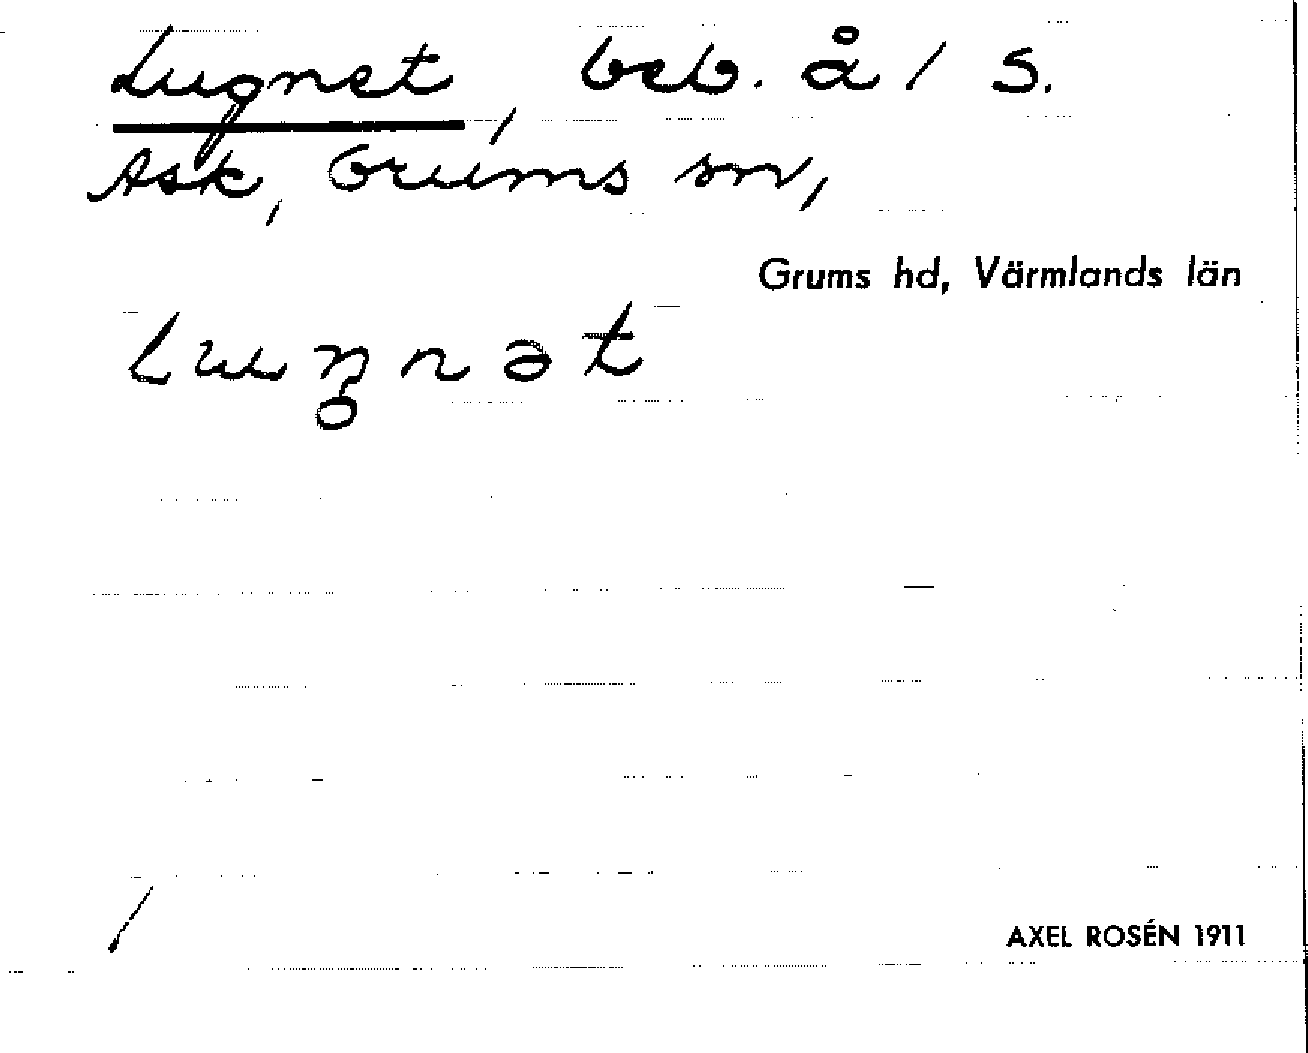 Lugnet, beb. å / S.
Ask, Grums sn,
Grums hd, Värmlands län
Luŋnət
/
AXEL ROSÉN 1911